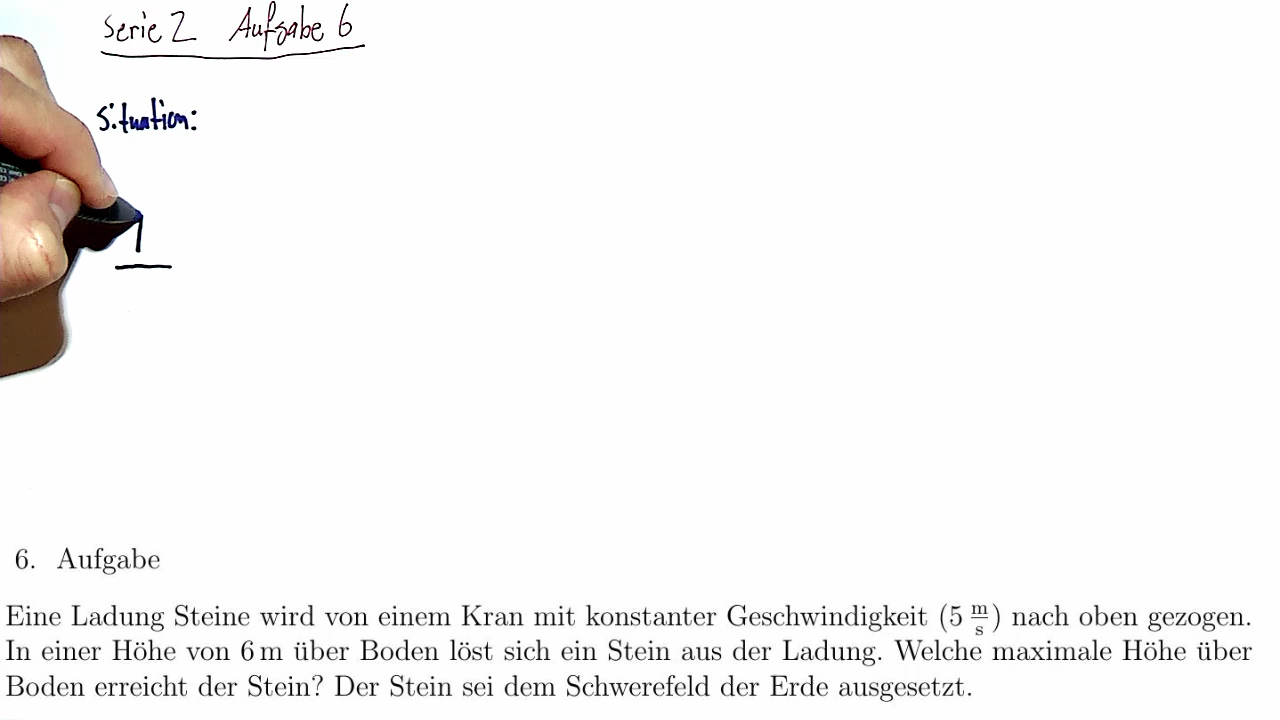 Serie 2 Aufgabe 6
Situation:
6. Aufgabe
Eine Ladung Steine wird von einem Kran mit konstanter Geschwindigkeit (5 m/s) nach oben gezogen.
In einer Höhe von 6 m über Boden löst sich ein Stein aus der Ladung. Welche maximale Höhe über
Boden erreicht der Stein? Der Stein sei dem Schwerefeld der Erde ausgesetzt.